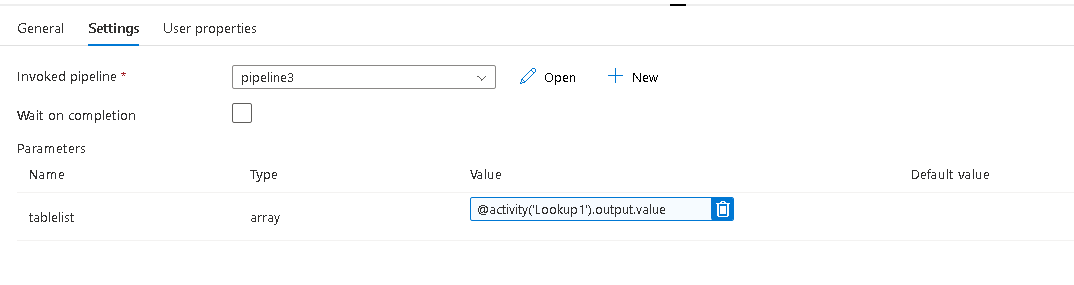 General Settings User properties
Invoked pipeline * pipeline3 Open New
Wait on completion
Parameters
Name Type Value Default value
tablelist array @activity('Lookup1').output.value